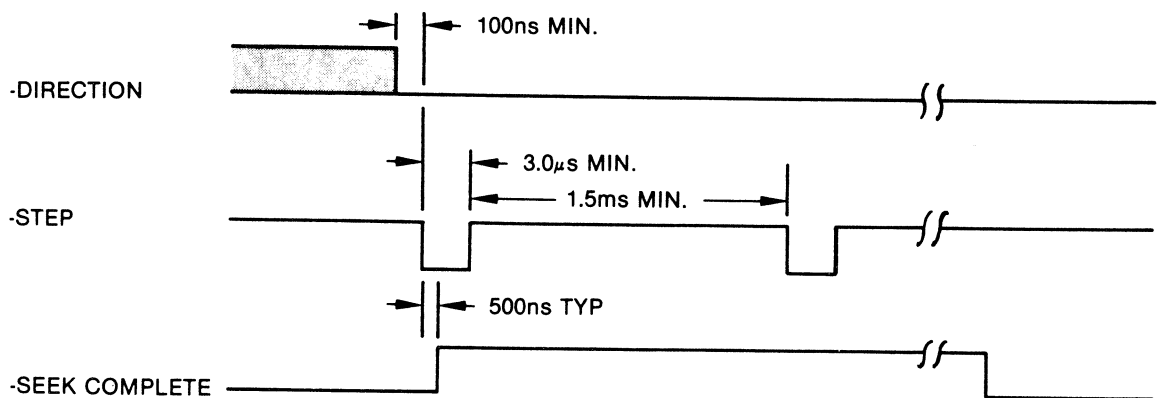 100ns MIN.
-DIRECTION
3.0μs MIN.
1.5ms MIN.
-STEP
500ns TYP
-SEEK COMPLETE